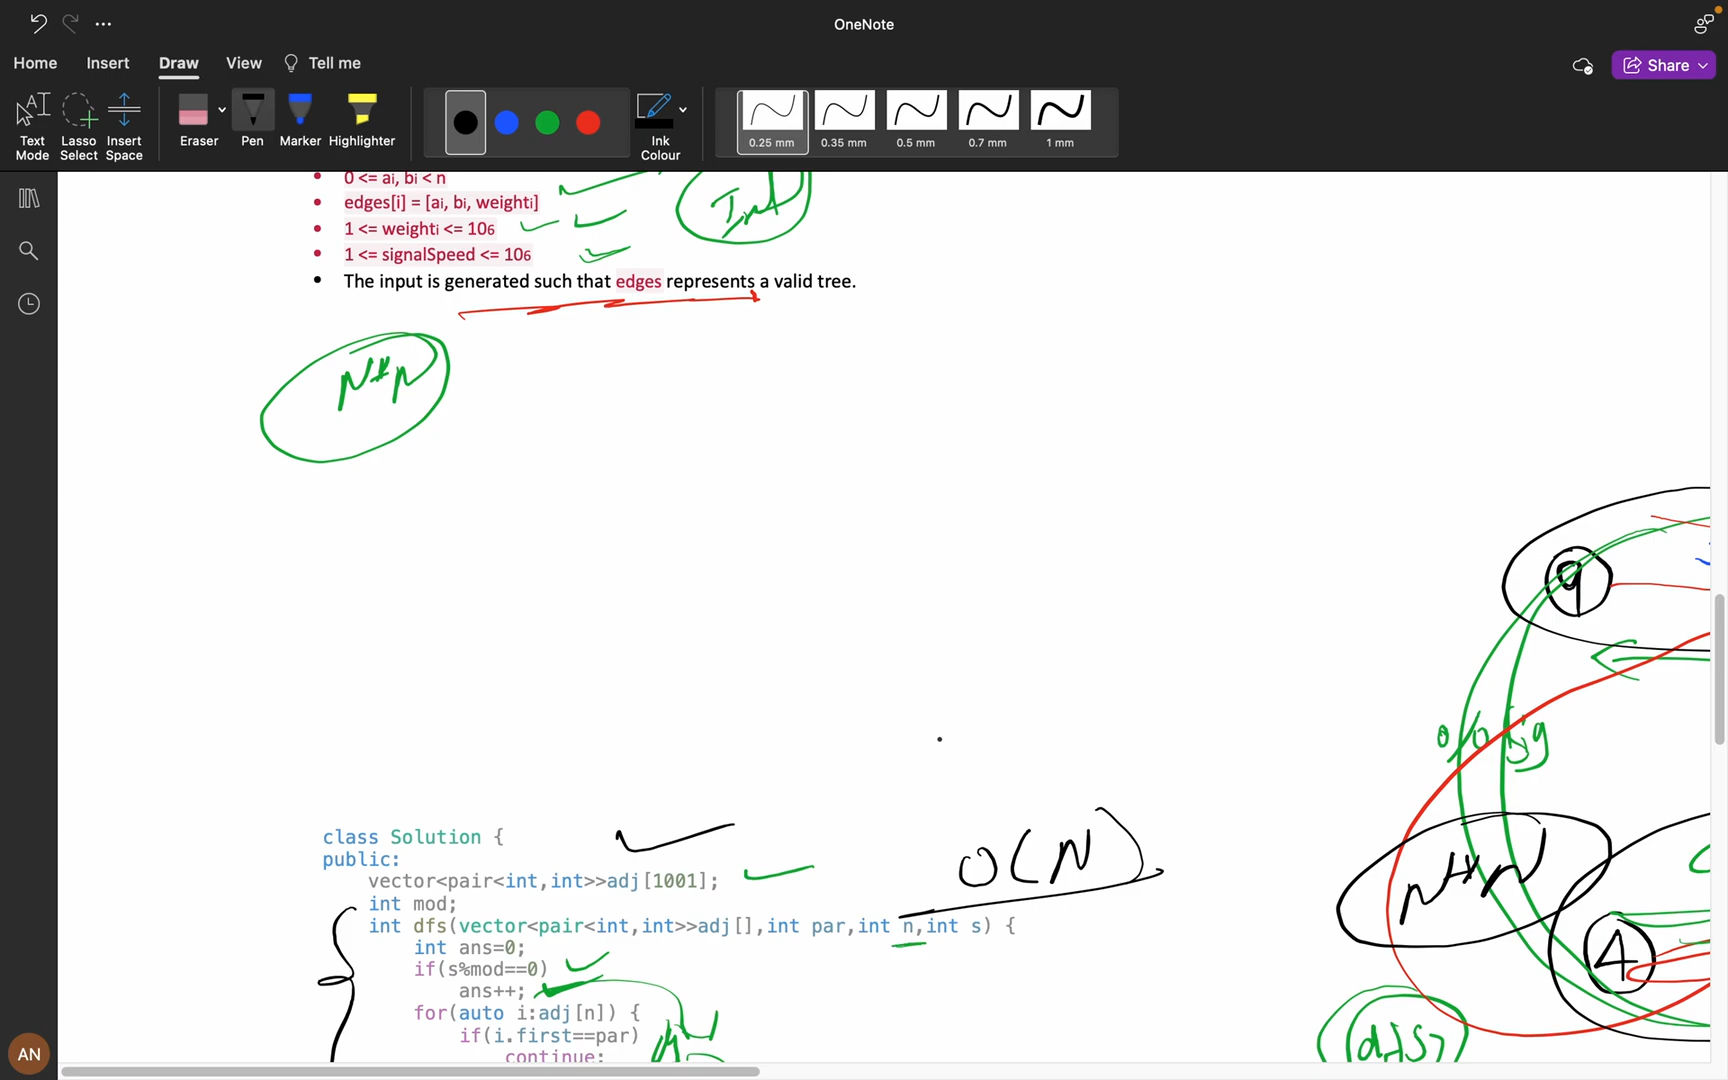 OneNote
Home Insert Draw View Tell me
Share
Text Mode
Lasso Select
Insert Space
Eraser
Pen
Marker
Highlighter
Ink Colour
0.25 mm
0.35 mm
0.5 mm
0.7 mm
1 mm
0 <= ai, bi < n
edges[i] = [ai, bi, weighti]
Int
1 <= weighti <= 106
1 <= signalSpeed <= 106
The input is generated such that edges represents a valid tree.
N*N
9
% sig
class Solution {
public:
vector<pair<int,int>>adj[1001];
O(N)
N*N
int mod;
int dfs(vector<pair<int,int>>adj[],int par,int n,int s) {
int ans=0;
4
if(s%mod==0)
ans++;
for(auto i:adj[n]) {
if(i.first==par)
continue;
AN